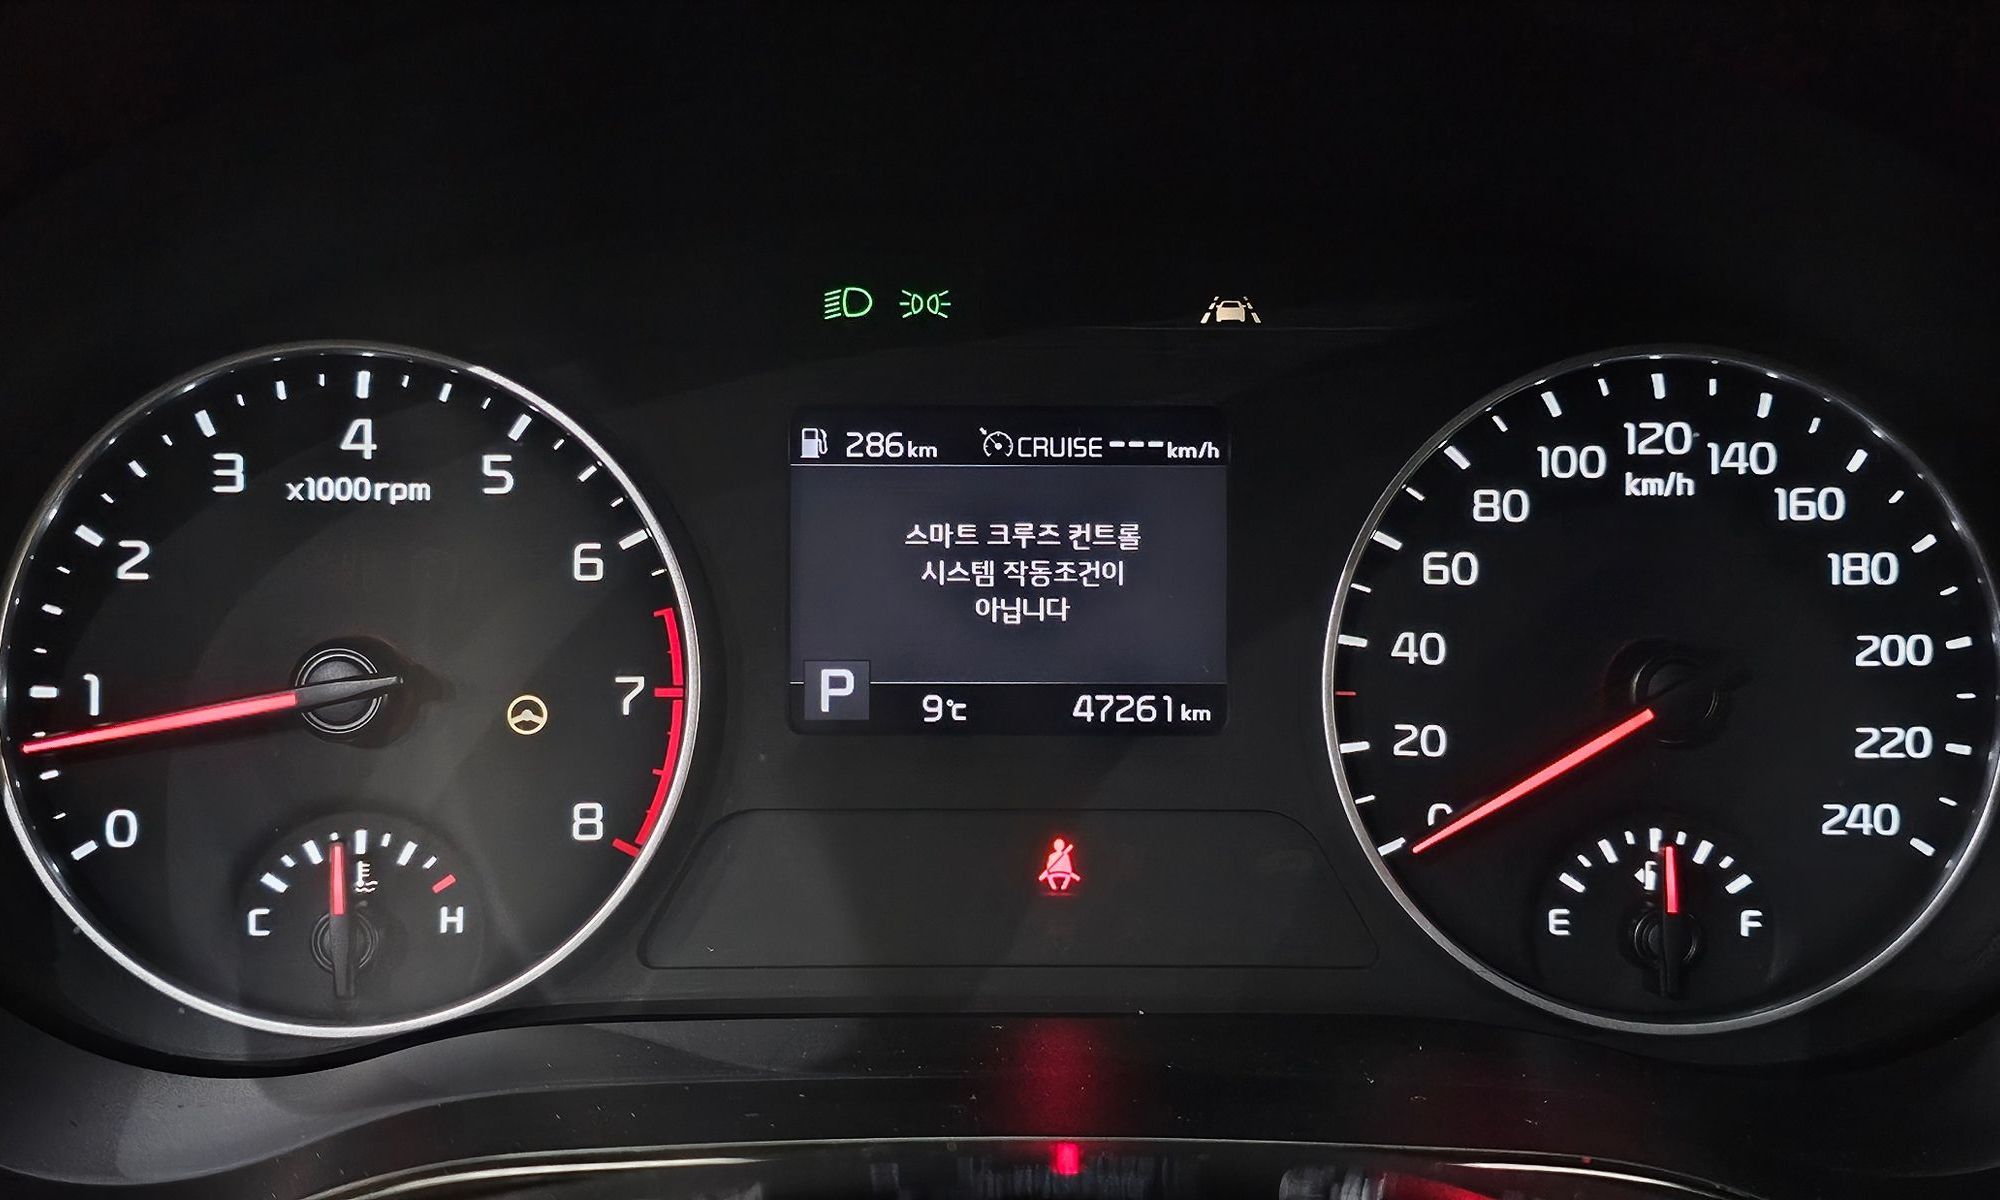 286km CRUISE ---km/h
스마트 크루즈 컨트롤
시스템 작동조건이
아닙니다
P 9℃ 47261km
0 1 2 3 4 5 6 7 8
x1000rpm
C H
0 20 40 60 80 100 120 140 160 180 200 220 240
km/h
E F